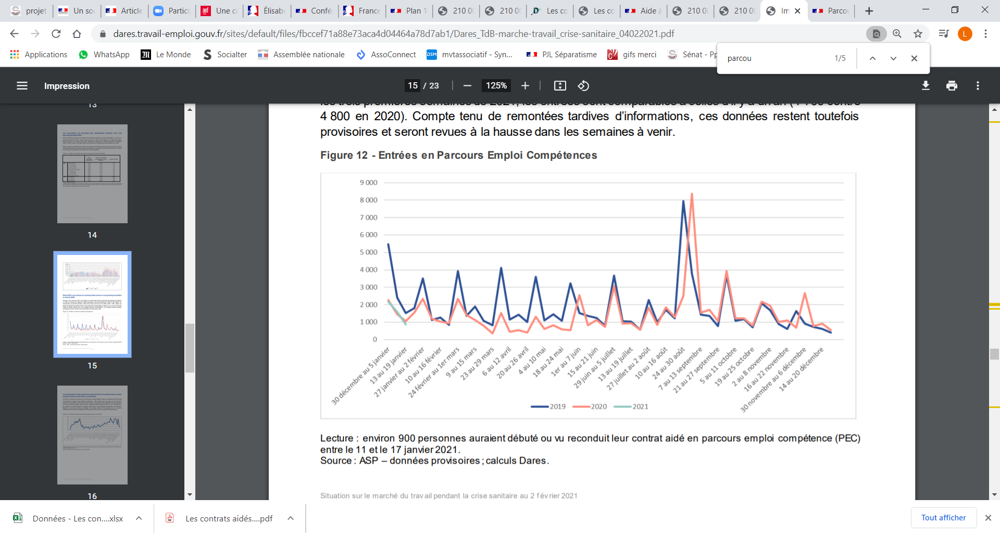 projet
Un so
Article
Partici
Une ci
Élisabe
Confé
France
Plan 1
210 0
210 0
Les co
Les co
Aide à
210 0
210 0
Im
Parco
dares.travail-emploi.gouv.fr/sites/default/files/fbccef71a88e73aca4d04464a78d7ab1/Dares_TdB-marche-travail_crise-sanitaire_04022021.pdf
L
Applications
WhatsApp
Le Monde
Socialter
Assemblée nationale
AssoConnect
mvtassociatif - Syn...
PJL Séparatisme
gifs merci
Sénat - Pp
parcou
1/5
Impression
15 / 23
125%
13
14
15
16
4 800 en 2020). Compte tenu de remontées tardives d'informations, ces données restent toutefois
provisoires et seront revues à la hausse dans les semaines à venir.
Figure 12 - Entrées en Parcours Emploi Compétences
9 000
8 000
7 000
6 000
5 000
4 000
3 000
2 000
1 000
0
30 décembre au 5 janvier
13 au 19 janvier
27 janvier au 2 février
10 au 16 février
24 février au 1er mars
9 au 15 mars
23 au 29 mars
6 au 12 avril
20 au 26 avril
4 au 10 mai
18 au 24 mai
1er au 7 juin
15 au 21 juin
29 juin au 5 juillet
13 au 19 juillet
27 juillet au 2 août
10 au 16 août
24 au 30 août
7 au 13 septembre
21 au 27 septembre
5 au 11 octobre
19 au 25 octobre
2 au 8 novembre
16 au 22 novembre
30 novembre au 6 décembre
14 au 20 décembre
2019
2020
2021
Lecture : environ 900 personnes auraient débuté ou vu reconduit leur contrat aidé en parcours emploi compétence (PEC)
entre le 11 et le 17 janvier 2021.
Source : ASP – données provisoires ; calculs Dares.
Situation sur le marché du travail pendant la crise sanitaire au 2 février 2021
Données - Les con....xlsx
Les contrats aidés....pdf
Tout afficher